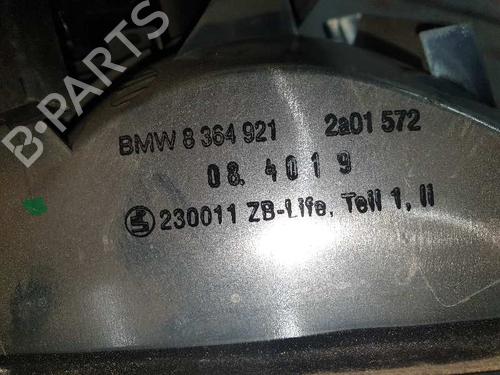 B-PARTS
BMW 8 364 921 2a01 572
08. 4019
230011 ZB-Life, Teil 1, II